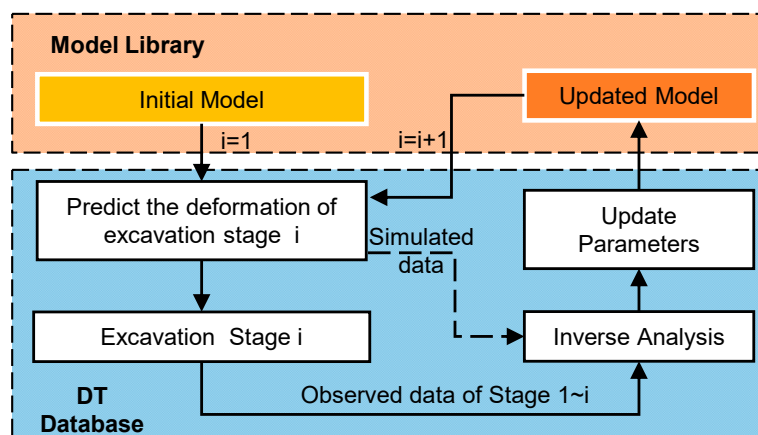 Model Library
Initial Model
Updated Model
i=1
i=i+1
Predict the deformation of
excavation stage i
Simulated
data
Update
Parameters
Excavation Stage i
Inverse Analysis
DT
Database
Observed data of Stage 1~i